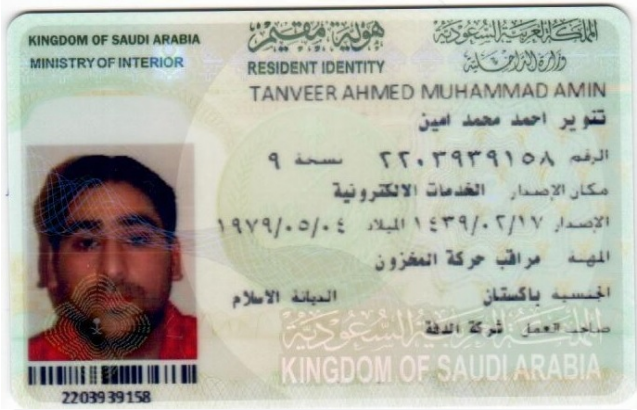 KINGDOM OF SAUDI ARABIA
المملكة العربية السعودية
MINISTRY OF INTERIOR
وزارة الداخلية
هوية مقيم
RESIDENT IDENTITY
TANVEER AHMED MUHAMMAD AMIN
تنوير احمد محمد امين
الرقم ٢٢٠٣٩٣٩١٥٨ نسخة ٩
مكان الإصدار الخدمات الالكترونية
الإصدار ١٤٣٩/٠٢/١٧ الميلاد ١٩٧٩/٠٥/٠٤
المهنة مراقب حركة المخزون
الجنسية باكستان الديانة الاسلام
صاحب العمل شركة الدقة
المملكة العربية السعودية
KINGDOM OF SAUDI ARABIA
2203939158